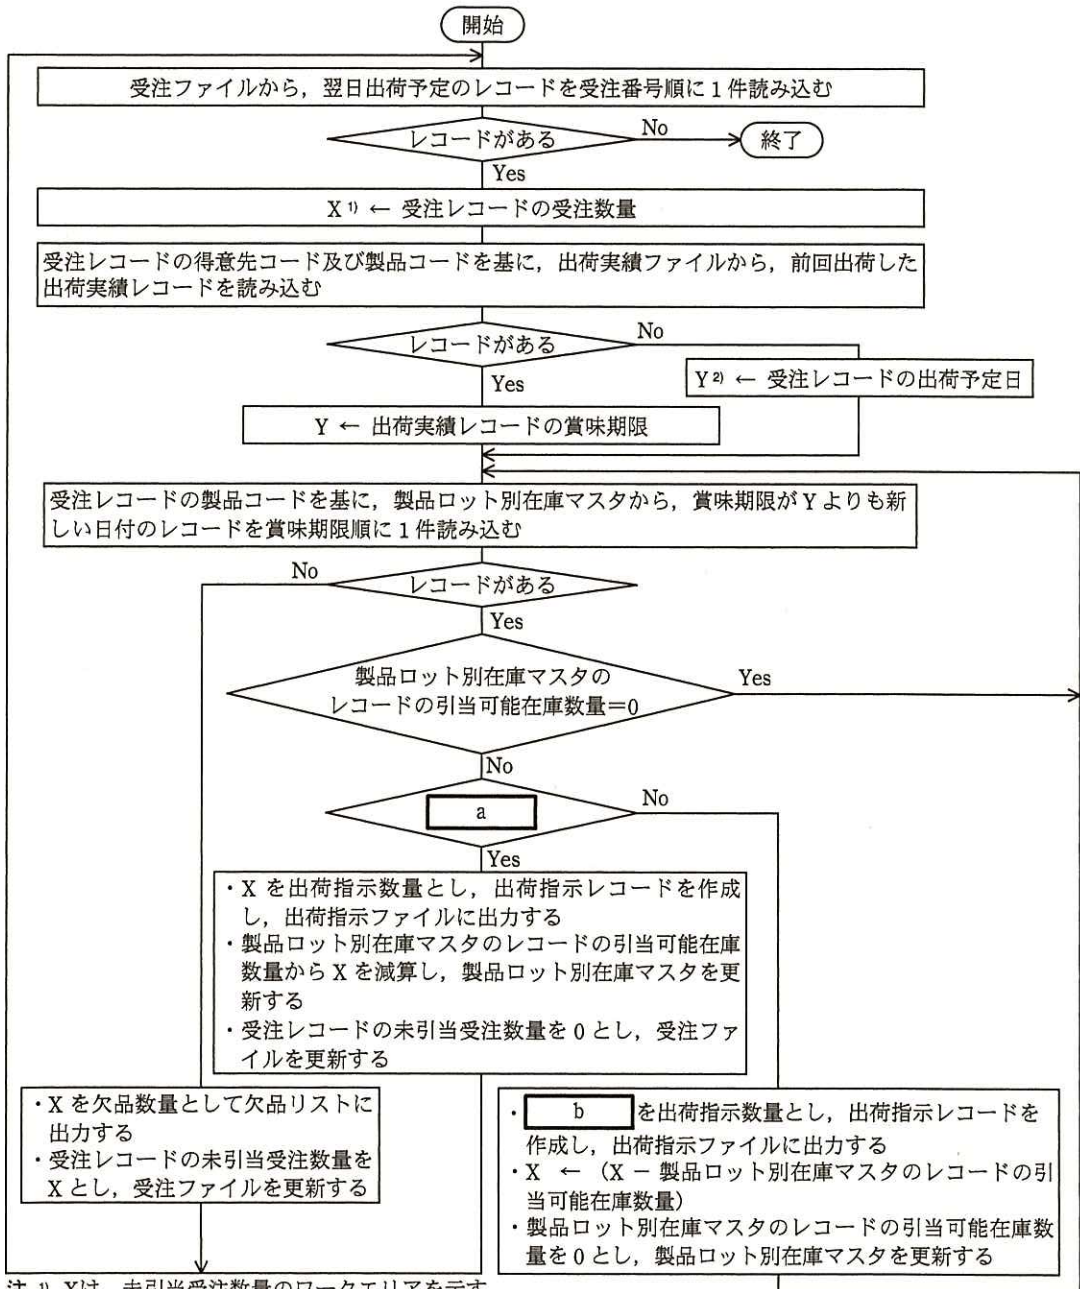 開始
受注ファイルから，翌日出荷予定のレコードを受注番号順に1件読み込む
レコードがある
No
終了
Yes
X 1) ← 受注レコードの受注数量
受注レコードの得意先コード及び製品コードを基に，出荷実績ファイルから，前回出荷した
出荷実績レコードを読み込む
レコードがある
No
Yes
Y 2) ← 受注レコードの出荷予定日
Y ← 出荷実績レコードの賞味期限
受注レコードの製品コードを基に，製品ロット別在庫マスタから，賞味期限がYよりも新
しい日付のレコードを賞味期限順に1件読み込む
No
レコードがある
Yes
製品ロット別在庫マスタの
レコードの引当可能在庫数量＝0
Yes
No
a
No
Yes
・X を出荷指示数量とし，出荷指示レコードを作成
し，出荷指示ファイルに出力する
・製品ロット別在庫マスタのレコードの引当可能在庫
数量から X を減算し，製品ロット別在庫マスタを更
新する
・受注レコードの未引当受注数量を 0 とし，受注ファ
イルを更新する
・X を欠品数量として欠品リストに
出力する
・受注レコードの未引当受注数量を
X とし，受注ファイルを更新する
・ b を出荷指示数量とし，出荷指示レコードを
作成し，出荷指示ファイルに出力する
・X ← （X － 製品ロット別在庫マスタのレコードの引
当可能在庫数量）
・製品ロット別在庫マスタのレコードの引当可能在庫数
量を 0 とし，製品ロット別在庫マスタを更新する
注 1) Xは，未引当受注数量のワークエリアを示す